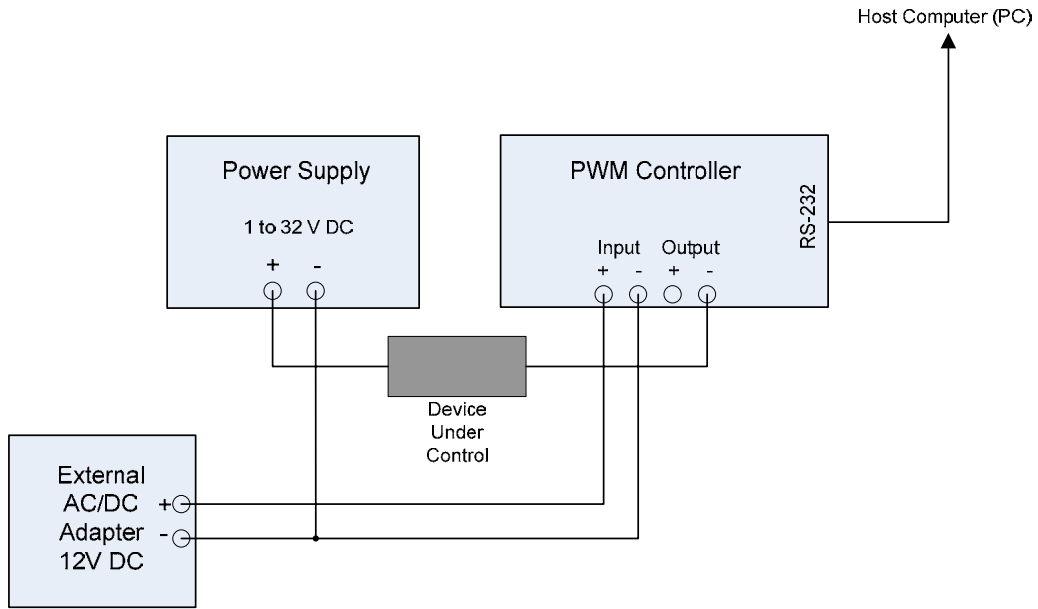 Host Computer (PC)
Power Supply
1 to 32 V DC
+ -
PWM Controller
RS-232
Input Output
+ - + -
Device
Under
Control
External
AC/DC
Adapter
12V DC
+
-